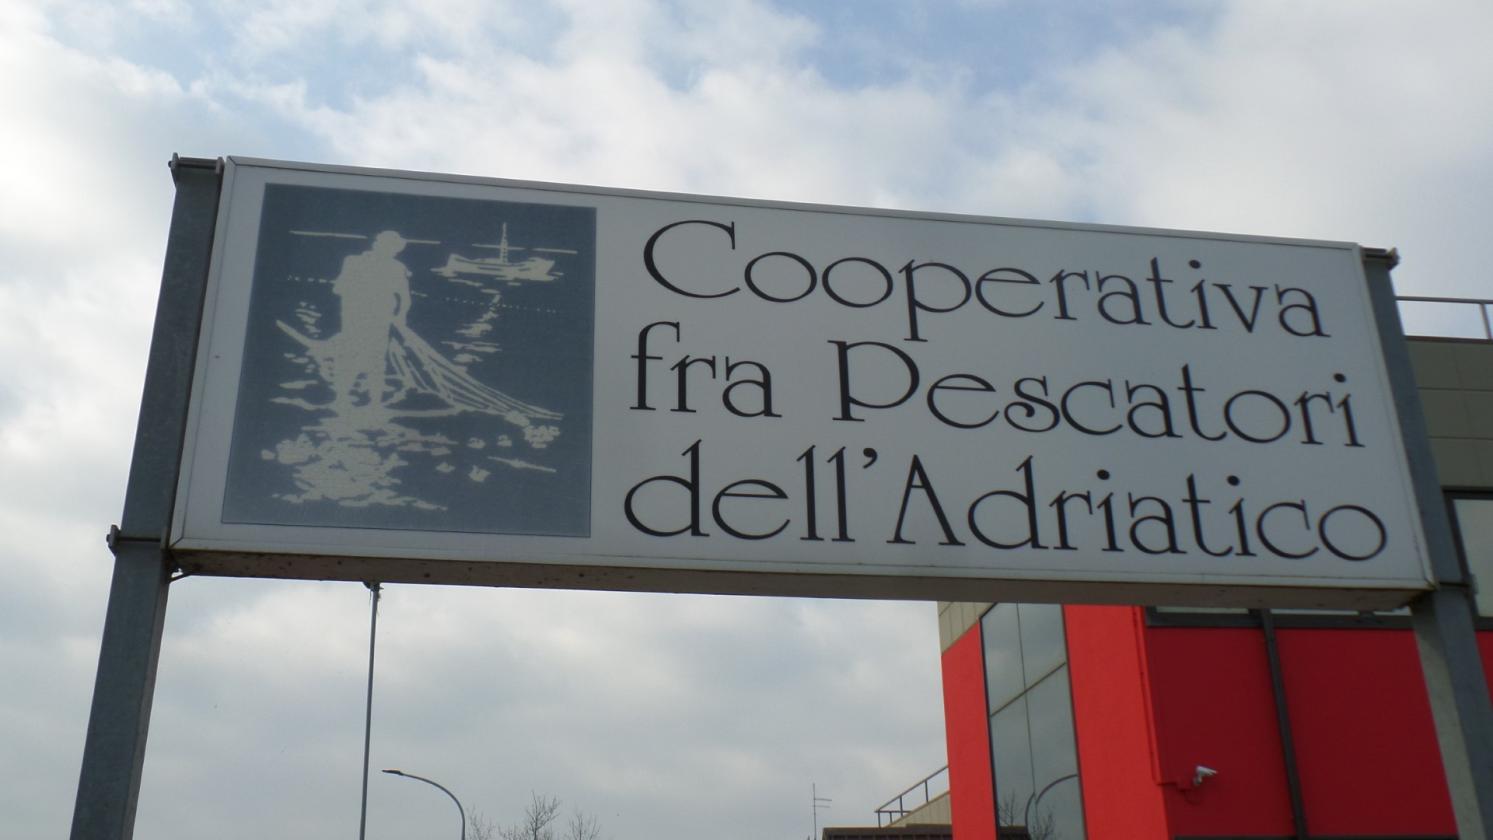 Cooperativa
fra Pescatori
dell'Adriatico